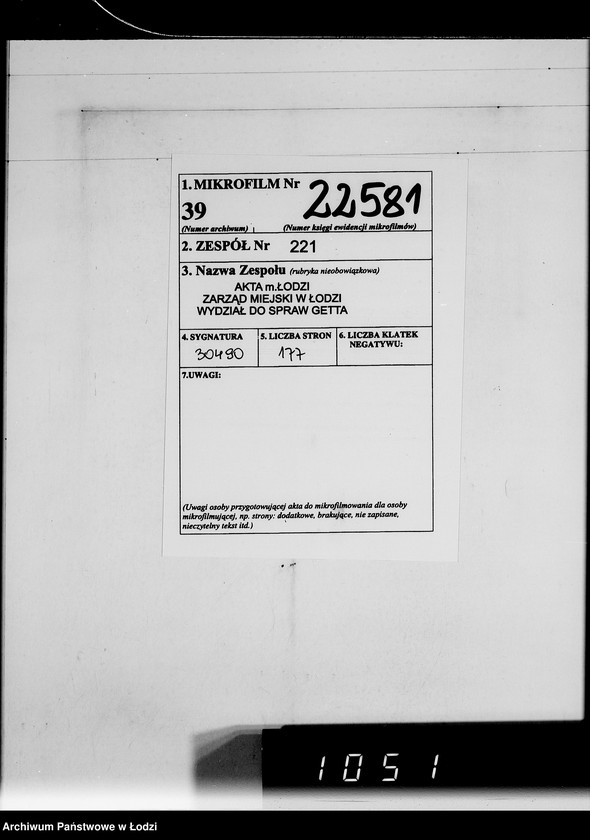 1. MIKROFILM Nr 22581
39
(Numer archiwum) (Numer księgi ewidencji mikrofilmów)
2. ZESPÓŁ Nr 221
3. Nazwa Zespołu (rubryka nieobowiązkowa)
AKTA m.ŁODZI
ZARZĄD MIEJSKI W ŁODZI
WYDZIAŁ DO SPRAW GETTA
4. SYGNATURA 5. LICZBA STRON 6. LICZBA KLATEK
NEGATYWU:
30490 177
7.UWAGI:
(Uwagi osoby przygotowującej akta do mikrofilmowania dla osoby
mikrofilmującej, np. strony: dodatkowe, brakujące, nie zapisane,
nieczytelny tekst itd.)
1051
Archiwum Państwowe w Łodzi